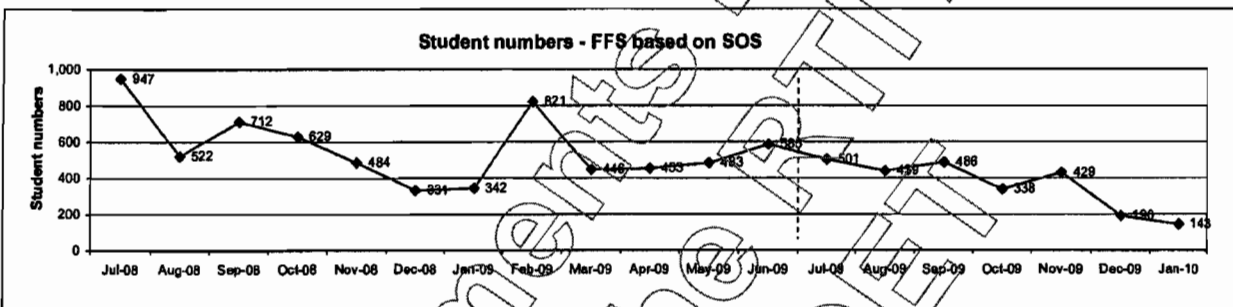 Student numbers - FFS based on SOS
Student numbers
1,000
800
600
400
200
0
947 522 712 629 484 331 342 821 453 501 486 338 429 143
Jul-08 Aug-08 Sep-08 Oct-08 Nov-08 Dec-08 Jan-09 Feb-09 Mar-09 Apr-09 May-09 Jun-09 Jul-09 Aug-09 Sep-09 Oct-09 Nov-09 Dec-09 Jan-10